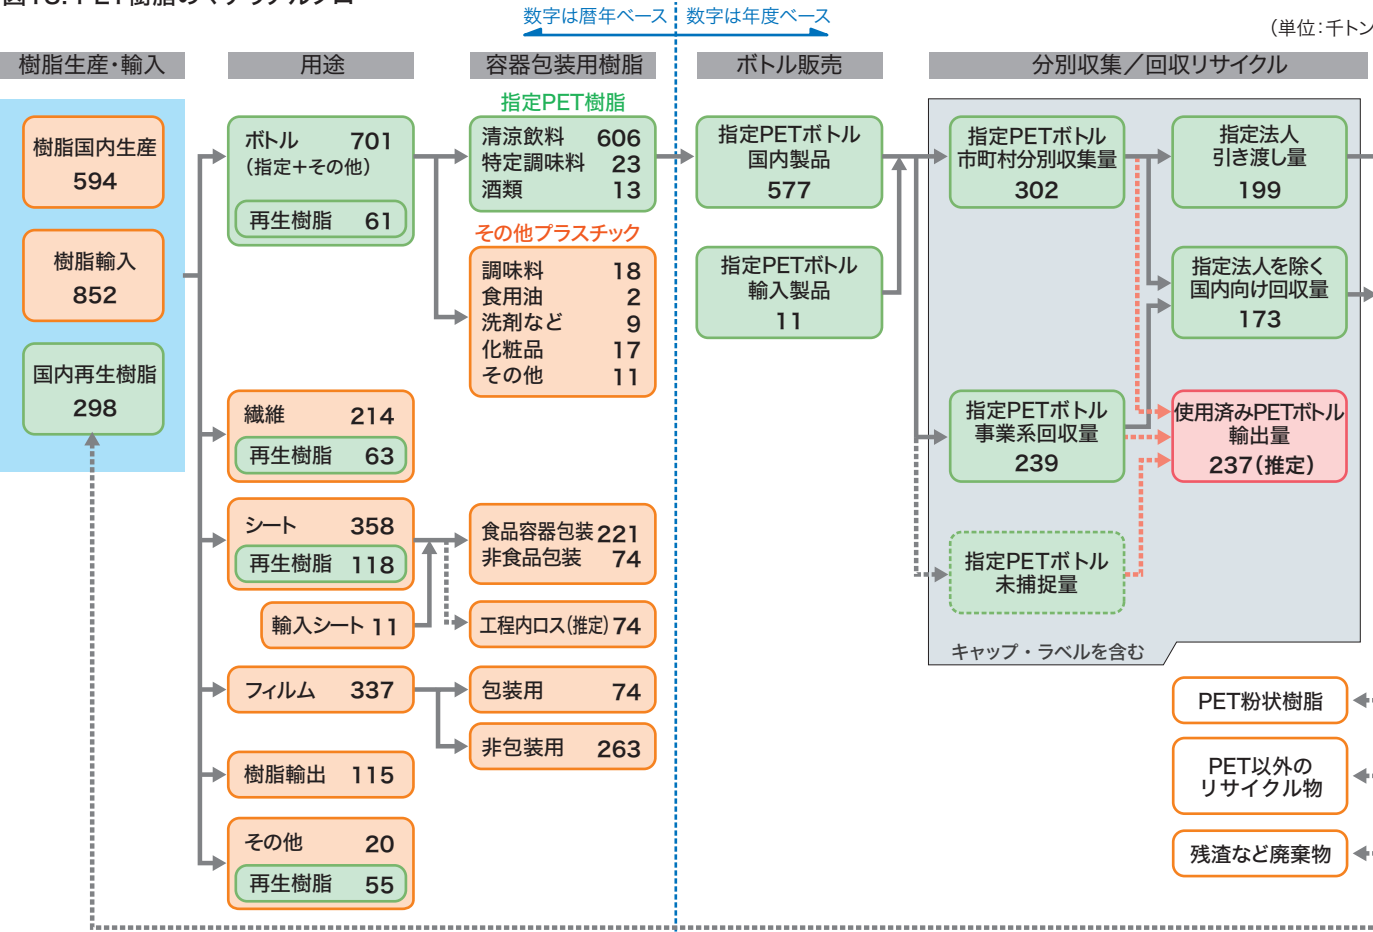 図13. PET樹脂のマテリアルフロー
数字は暦年ベース
数字は年度ベース
(単位:千トン
樹脂生産・輸入
用途
容器包装用樹脂
ボトル販売
分別収集／回収リサイクル
樹脂国内生産
594
樹脂輸入
852
国内再生樹脂
298
ボトル 701
(指定+その他)
再生樹脂 61
繊維 214
再生樹脂 63
シート 358
再生樹脂 118
輸入シート 11
フィルム 337
樹脂輸出 115
その他 20
再生樹脂 55
指定PET樹脂
清涼飲料 606
特定調味料 23
酒類 13
その他プラスチック
調味料 18
食用油 2
洗剤など 9
化粧品 17
その他 11
食品容器包装 221
非食品包装 74
工程内ロス(推定) 74
包装用 74
非包装用 263
指定PETボトル
国内製品
577
指定PETボトル
輸入製品
11
指定PETボトル
市町村分別収集量
302
指定PETボトル
事業系回収量
239
指定PETボトル
未捕捉量
キャップ・ラベルを含む
指定法人
引き渡し量
199
指定法人を除く
国内向け回収量
173
使用済みPETボトル
輸出量
237(推定)
PET粉状樹脂
PET以外の
リサイクル物
残渣など廃棄物